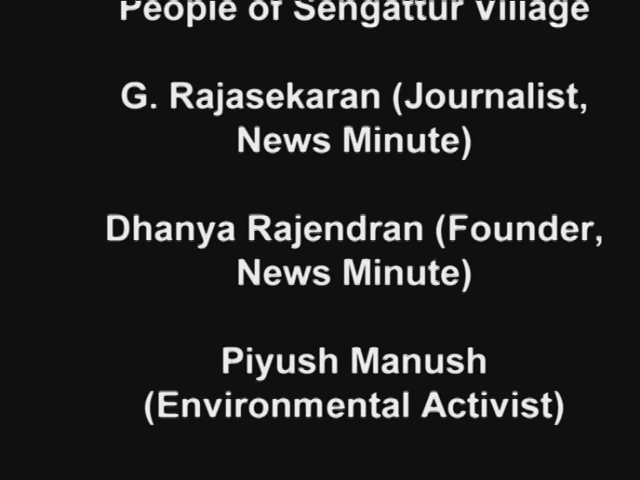 People of Sengattur Village
G. Rajasekaran (Journalist,
News Minute)
Dhanya Rajendran (Founder,
News Minute)
Piyush Manush
(Environmental Activist)